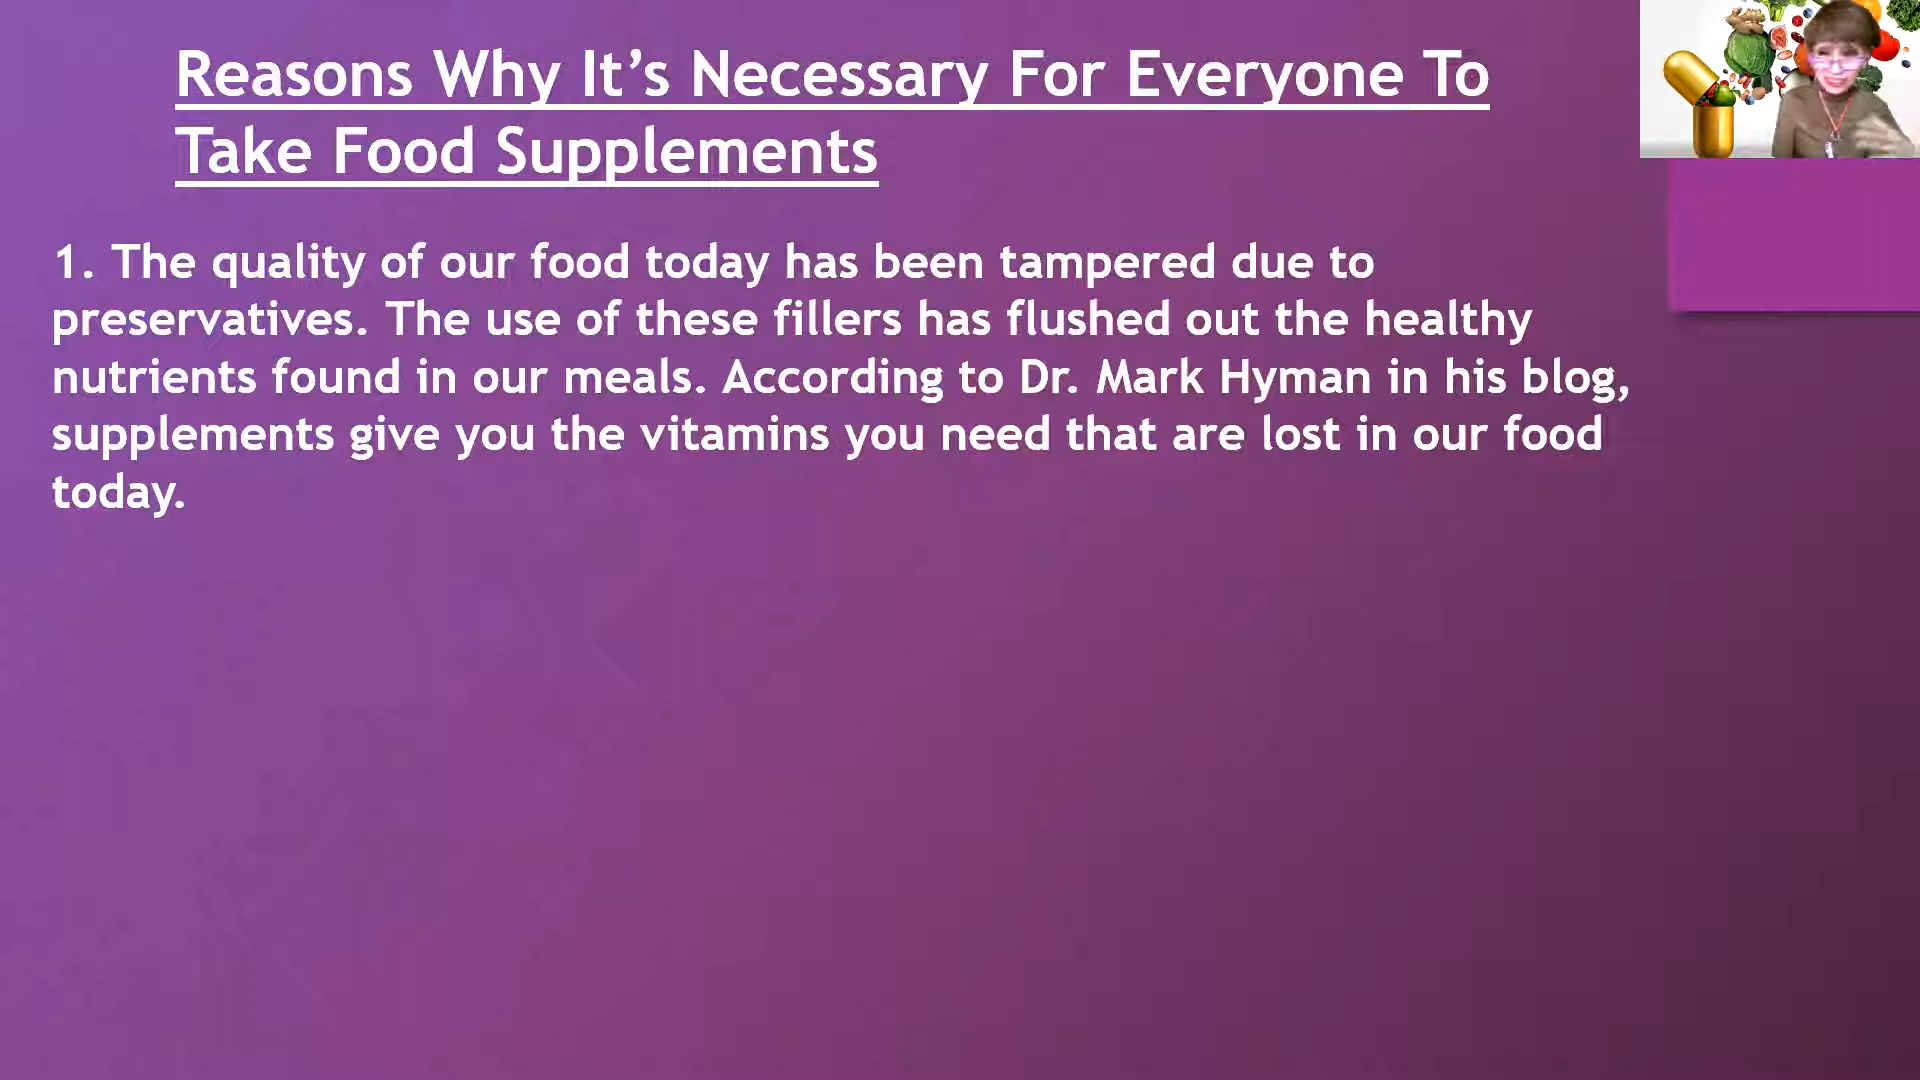 Reasons Why It’s Necessary For Everyone To
Take Food Supplements
1. The quality of our food today has been tampered due to
preservatives. The use of these fillers has flushed out the healthy
nutrients found in our meals. According to Dr. Mark Hyman in his blog,
supplements give you the vitamins you need that are lost in our food
today.